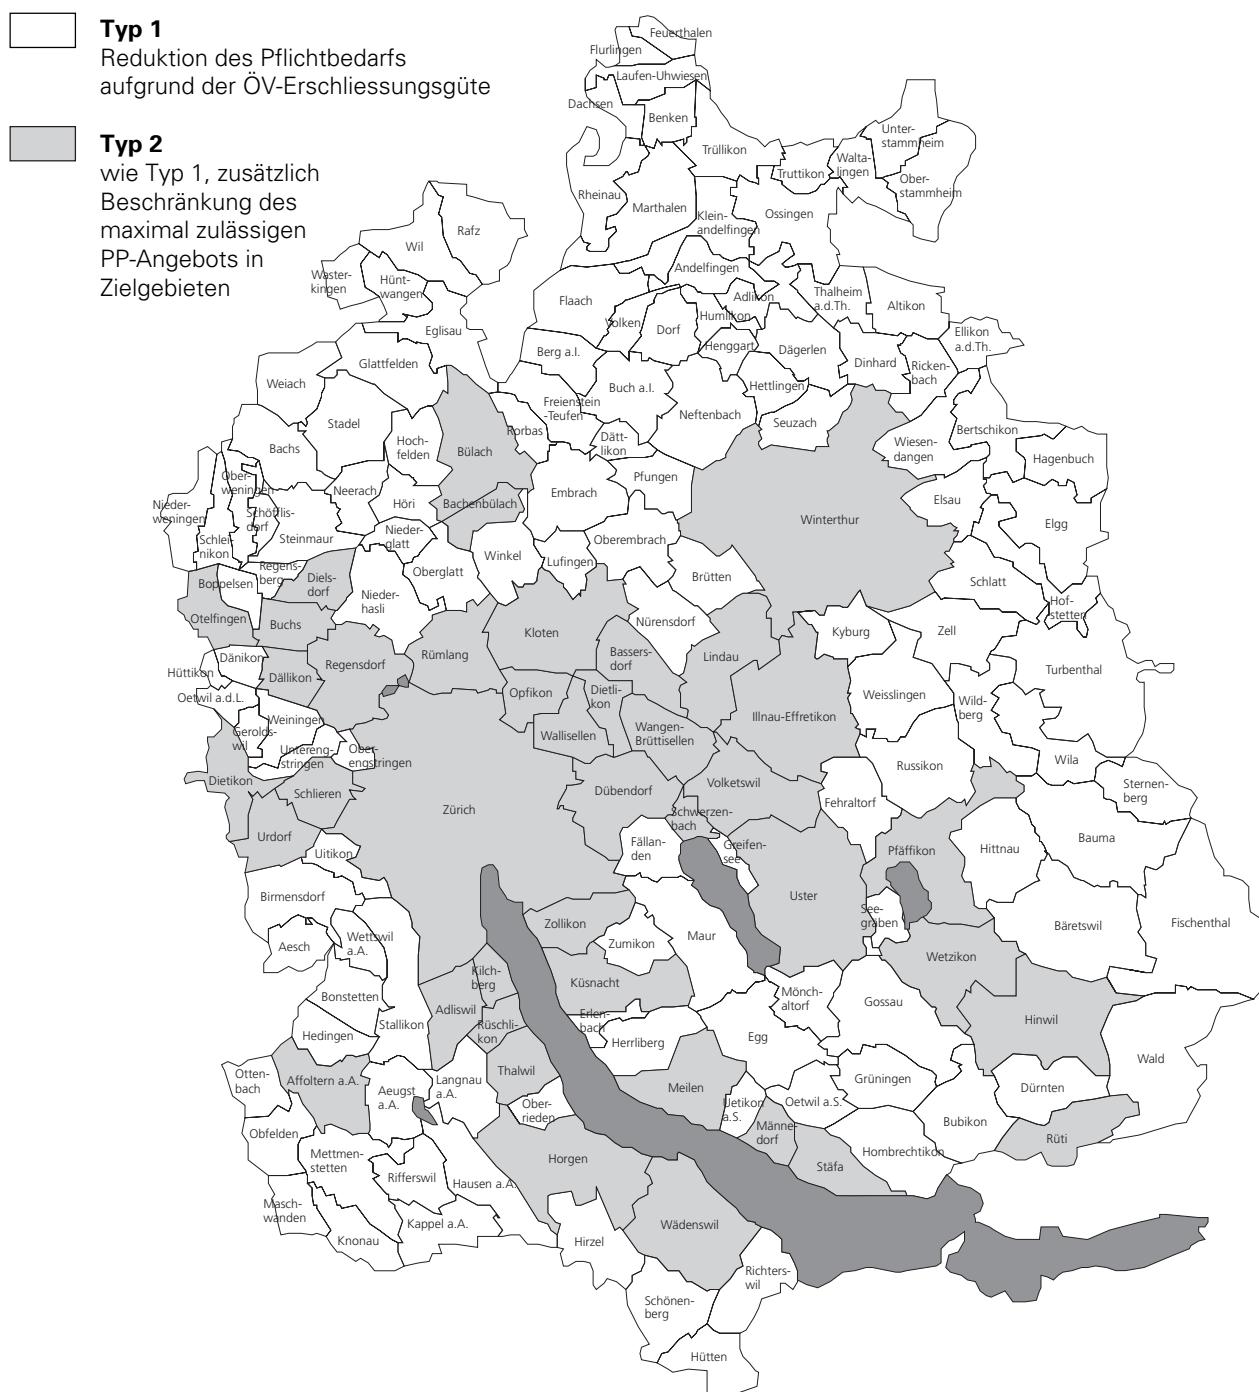 Typ 1
Reduktion des Pflichtbedarfs
aufgrund der ÖV-Erschliessungsgüte
Typ 2
wie Typ 1, zusätzlich
Beschränkung des
maximal zulässigen
PP-Angebots in
Zielgebieten
Feuerthalen
Flurlingen
Laufen-Uhwiesen
Dachsen
Benken
Trüllikon
Truttikon
Walta-
lingen
Unter-
stammheim
Ober-
stammheim
Rheinau
Marthalen
Klein-
andelfingen
Ossingen
Rafz
Wil
Hünt-
wangen
Waster-
kingen
Eglisau
Andelfingen
Adlikon
Humlikon
Thalheim
a.d.Th.
Altikon
Ellikon
a.d.Th.
Flaach
Volken
Dorf
Henggart
Dägerlen
Dinhard
Ricken-
bach
Berg a.I.
Buch a.I.
Hettlingen
Neftenbach
Seuzach
Glattfelden
Weiach
Stadel
Freienstein
-Teufen
Rorbas
Dätt-
likon
Wiesen-
dangen
Bertschikon
Hagenbuch
Bachs
Hoch-
felden
Bülach
Embrach
Pfungen
Elsau
Elgg
Nieder-
weningen
Ober-
weningen
Schöfflis-
dorf
Schlei-
nikon
Steinmaur
Neerach
Höri
Bachenbülach
Nieder-
glatt
Winkel
Oberembrach
Winterthur
Lufingen
Brütten
Schlatt
Regens-
berg
Boppelsen
Diels-
dorf
Oberglatt
Nieder-
hasli
Otelfingen
Buchs
Rümlang
Kloten
Nürensdorf
Kyburg
Zell
Hof-
stetten
Turbenthal
Hüttikon
Dänikon
Dällikon
Regensdorf
Bassers-
dorf
Lindau
Weisslingen
Wild-
berg
Oetwil a.d.L.
Weiningen
Gerolds-
wil
Untereng-
stringen
Ober-
engstringen
Opfikon
Dietli-
kon
Wallisellen
Wangen-
Brüttisellen
Illnau-Effretikon
Russikon
Wila
Sternen-
berg
Dietikon
Schlieren
Zürich
Dübendorf
Volketswil
Fehraltorf
Schwerzen-
bach
Urdorf
Uitikon
Fällan-
den
Greifen-
see
Pfäffikon
Hittnau
Bauma
Birmensdorf
Uster
See-
gräben
Bäretswil
Fischenthal
Aesch
Wettswil
a.A.
Zollikon
Zumikon
Maur
Wetzikon
Kilch-
berg
Küsnacht
Mönch-
altorf
Gossau
Hinwil
Bonstetten
Stallikon
Adliswil
Rüschli-
kon
Erlen-
bach
Herrliberg
Egg
Wald
Hedingen
Affoltern a.A.
Aeugst
a.A.
Langnau
a.A.
Thalwil
Meilen
Grüningen
Dürnten
Otten-
bach
Obfelden
Ober-
rieden
Uetikon
a.S.
Oetwil a.S.
Männe-
dorf
Bubikon
Rüti
Mettmen-
stetten
Rifferswil
Hausen a.A.
Horgen
Stäfa
Hombrechtikon
Masch-
wanden
Knonau
Kappel a.A.
Hirzel
Wädenswil
Richters-
wil
Schönen-
berg
Hütten